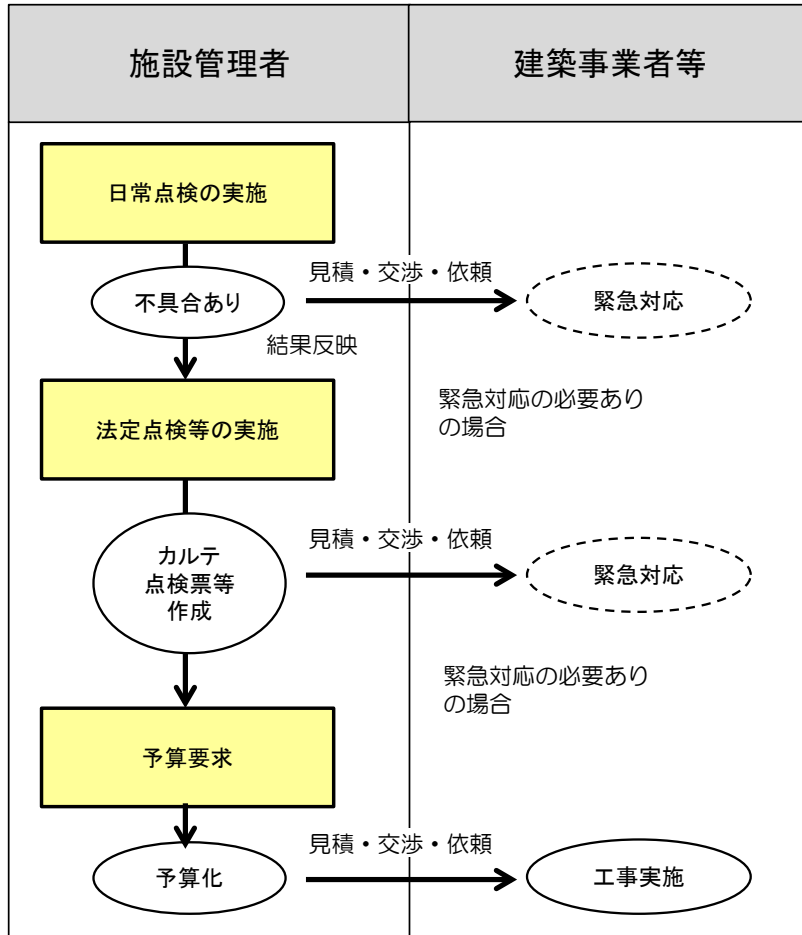 施設管理者
建築事業者等
日常点検の実施
見積・交渉・依頼
不具合あり
緊急対応
結果反映
緊急対応の必要あり
の場合
法定点検等の実施
見積・交渉・依頼
カルテ
点検票等
作成
緊急対応
緊急対応の必要あり
の場合
予算要求
見積・交渉・依頼
予算化
工事実施